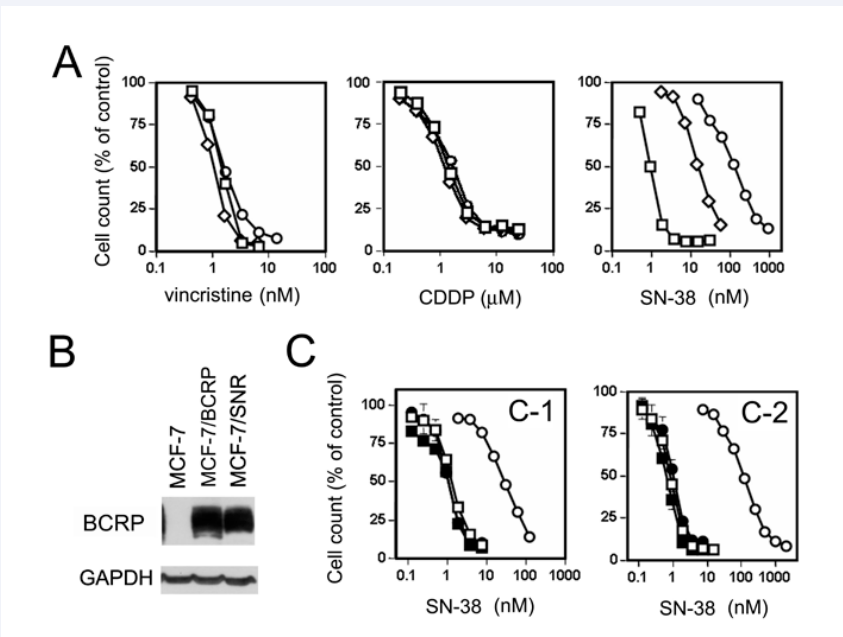 A
Cell count (% of control)
100
75
50
25
0
0.1 1 10 100
vincristine (nM)
100
75
50
25
0
0.1 1 10 100
CDDP (μM)
100
75
50
25
0
0.1 1 10 100 1000
SN-38 (nM)
B
MCF-7
MCF-7/BCRP
MCF-7/SNR
BCRP
GAPDH
C
Cell count (% of control)
C-1
100
75
50
25
0
0.1 1 10 100 1000
SN-38 (nM)
C-2
100
75
50
25
0
0.1 1 10 100 1000
SN-38 (nM)